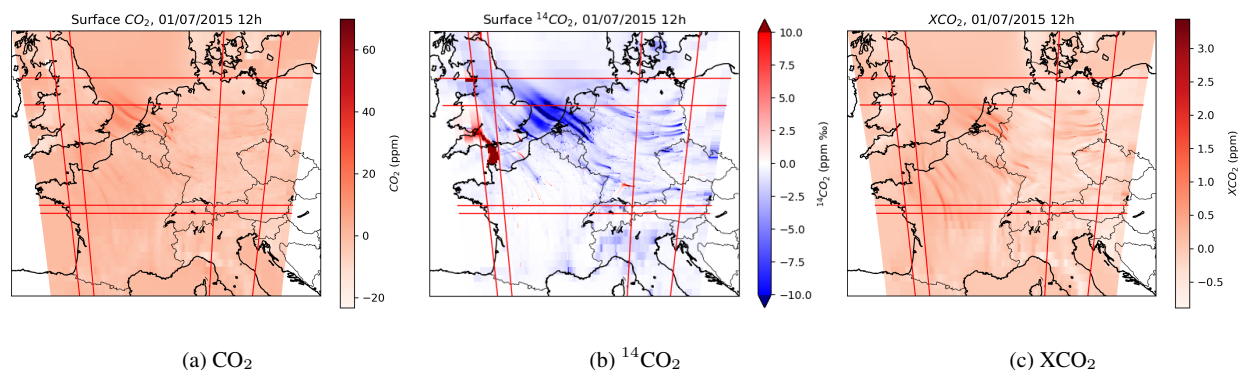 Surface CO₂, 01/07/2015 12h
60
40
20
0
−20
CO₂ (ppm)
(a) CO₂
Surface ¹⁴CO₂, 01/07/2015 12h
10.0
7.5
5.0
2.5
0.0
−2.5
−5.0
−7.5
−10.0
¹⁴CO₂ (ppm ‰)
(b) ¹⁴CO₂
XCO₂, 01/07/2015 12h
3.0
2.5
2.0
1.5
1.0
0.5
0.0
−0.5
XCO₂ (ppm)
(c) XCO₂